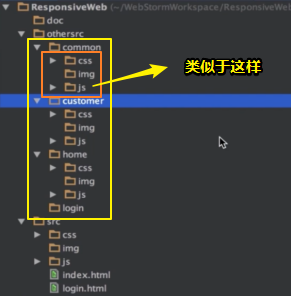 ResponsiveWeb (~/WebStormWorkspace/ResponsiveWeb)
doc
othersrc
common
css
img
js
类似于这样
customer
css
img
js
home
css
img
js
login
src
css
img
js
index.html
login.html